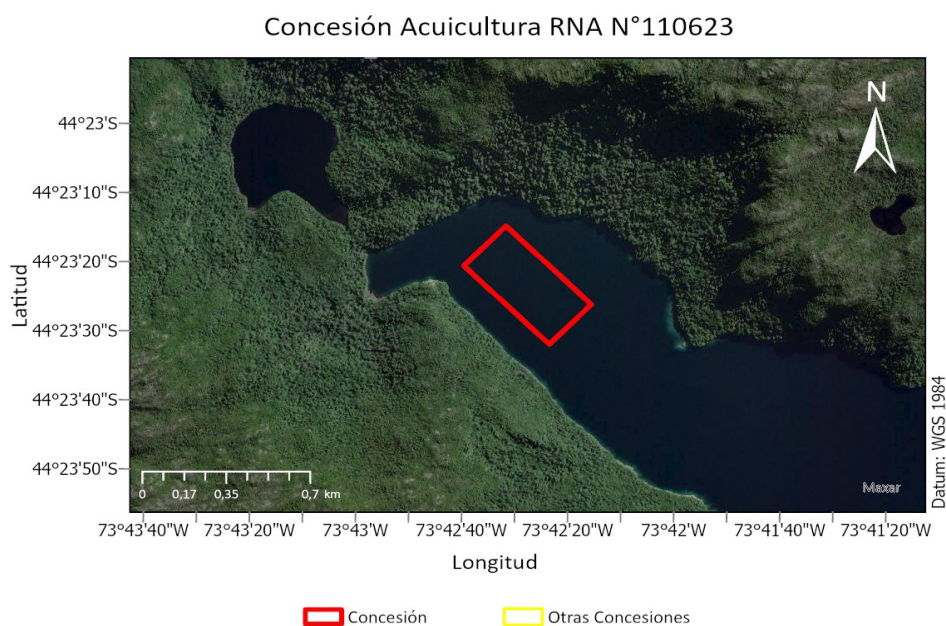 Concesión Acuicultura RNA N°110623
N
44°23'S
44°23'10"S
44°23'20"S
44°23'30"S
44°23'40"S
44°23'50"S
Latitud
0 0,17 0,35 0,7 km
Maxar
Datum: WGS 1984
73°43'40"W 73°43'20"W 73°43'W 73°42'40"W 73°42'20"W 73°42'W 73°41'40"W 73°41'20"W
Longitud
Concesión Otras Concesiones